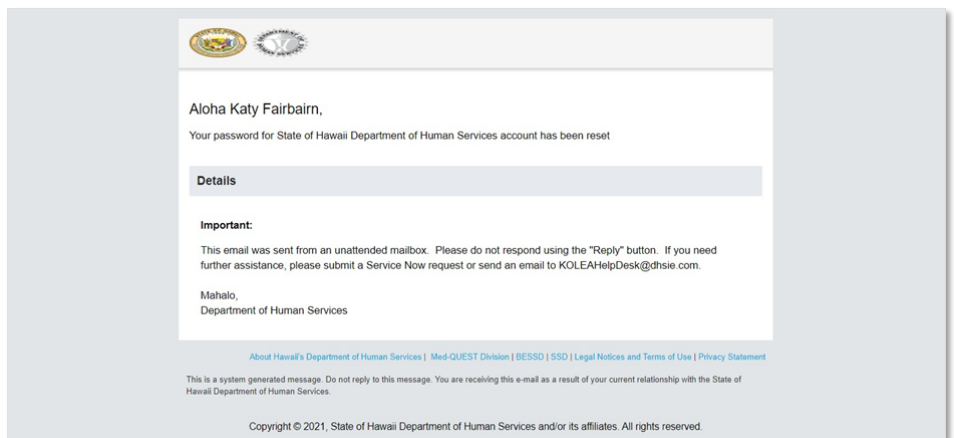 Aloha Katy Fairbairn,
Your password for State of Hawaii Department of Human Services account has been reset
Details
Important:
This email was sent from an unattended mailbox.  Please do not respond using the "Reply" button.  If you need
further assistance, please submit a Service Now request or send an email to KOLEAHelpDesk@dhsie.com.
Mahalo,
Department of Human Services
About Hawaii's Department of Human Services | Med-QUEST Division | BESSD | SSD | Legal Notices and Terms of Use | Privacy Statement
This is a system generated message. Do not reply to this message. You are receiving this e-mail as a result of your current relationship with the State of
Hawaii Department of Human Services.
Copyright © 2021, State of Hawaii Department of Human Services and/or its affiliates. All rights reserved.